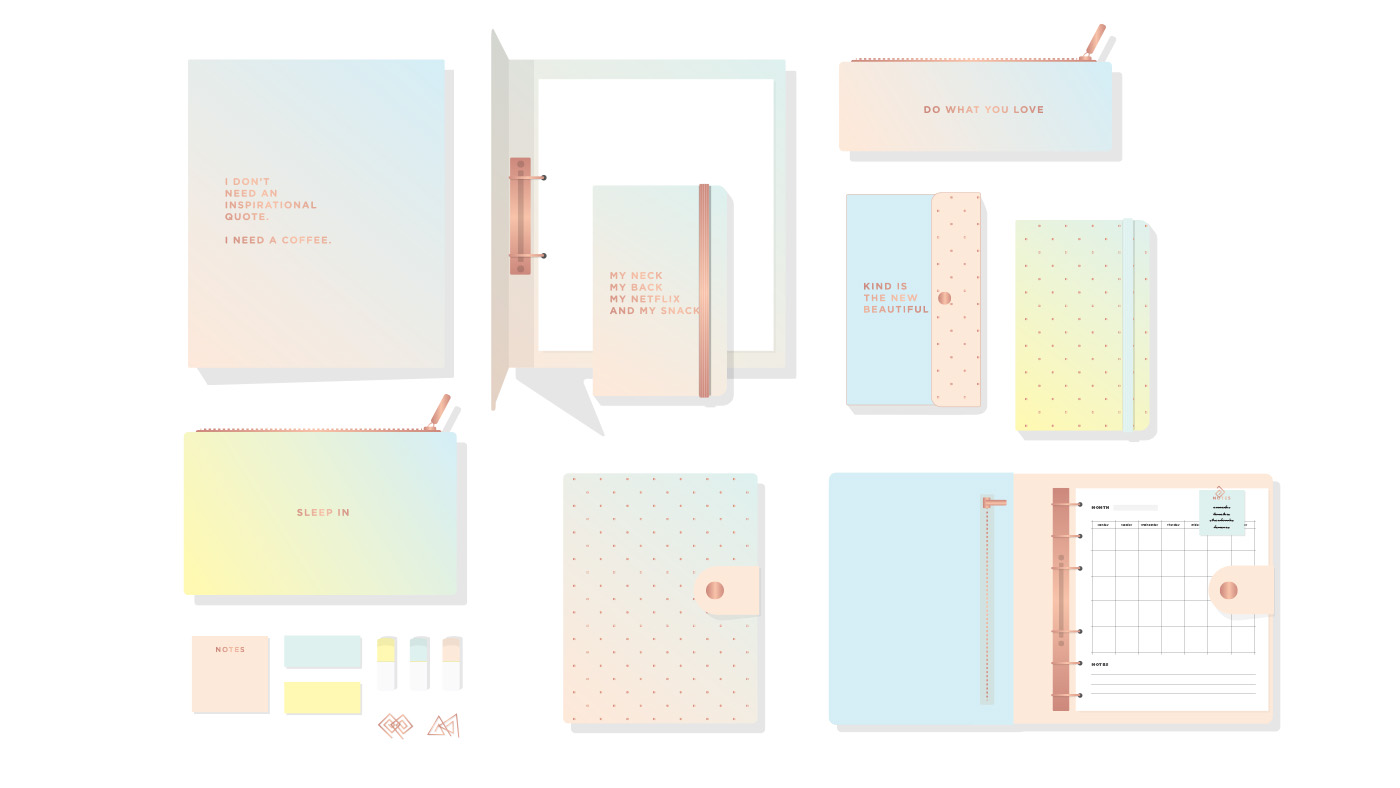 I DON'T
NEED AN
INSPIRATIONAL
QUOTE.
I NEED A COFFEE.
MY NECK
MY BACK
MY NETFLIX
AND MY SNACK
DO WHAT YOU LOVE
KIND IS
THE NEW
BEAUTIFUL
SLEEP IN
NOTES
MONTH
NOTES
NOTES